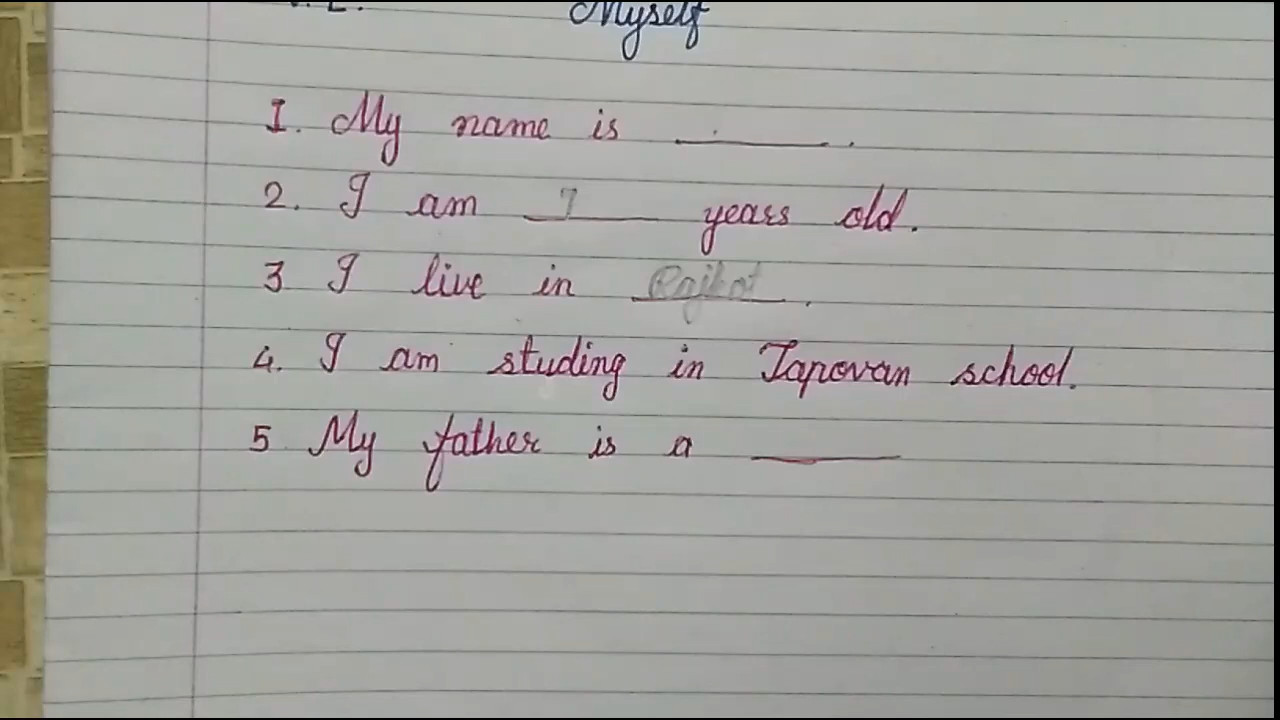 Myself
1. My name is ______.
2. I am 7 years old.
3 I live in Rajkot.
4. I am studing in Tapovan school.
5 My father is a ______